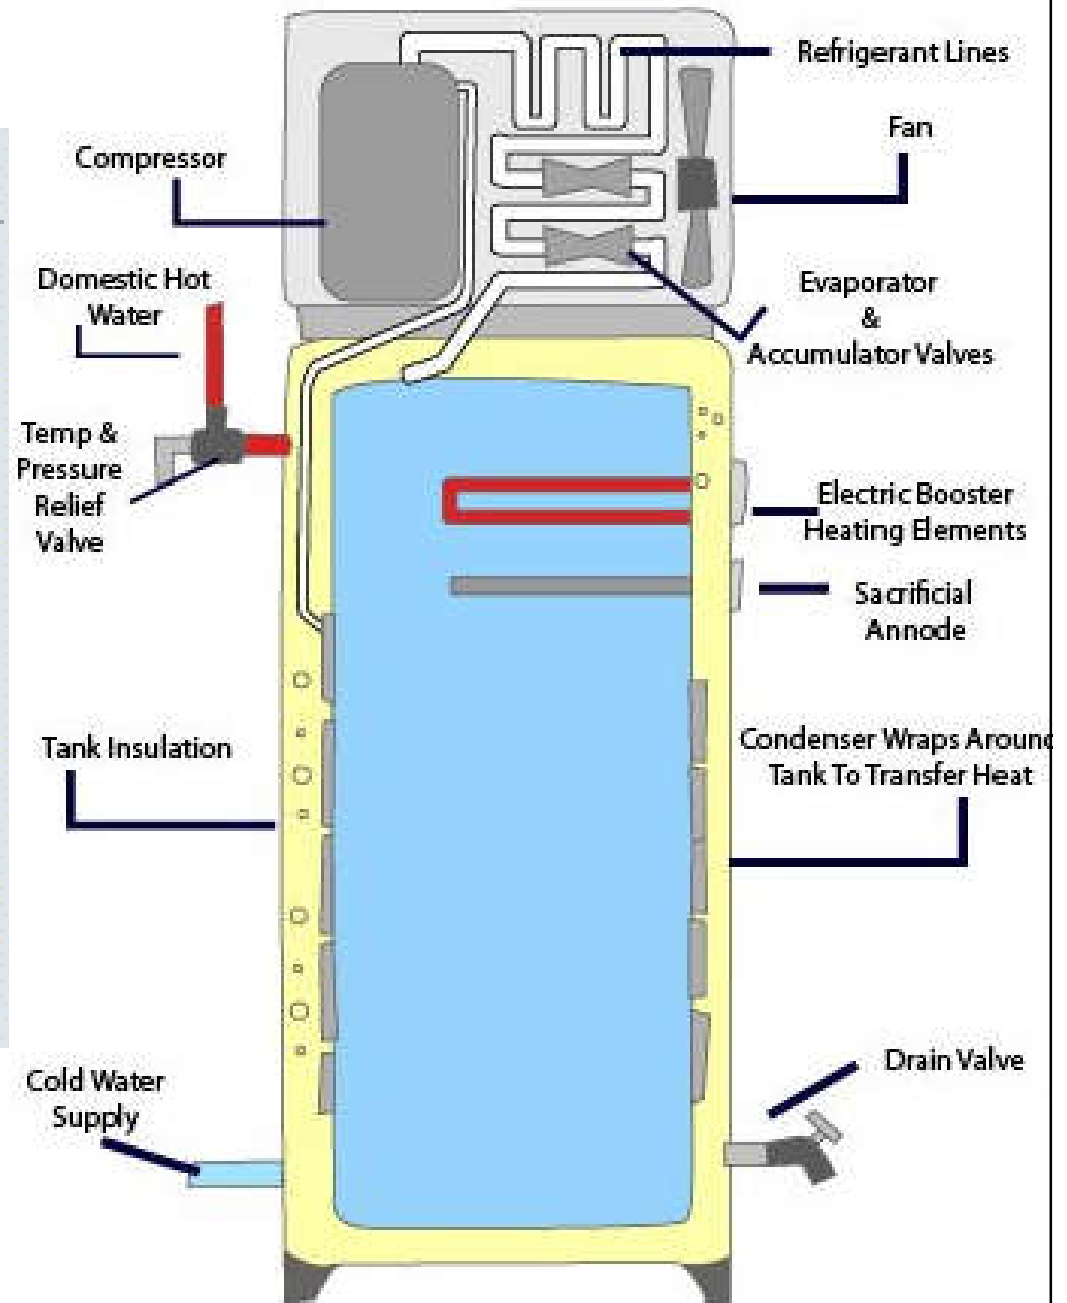 Refrigerant Lines
Fan
Compressor
Domestic Hot
Water
Evaporator
&
Accumulator Valves
Temp &
Pressure
Relief
Valve
Electric Booster
Heating Elements
Sacrificial
Annode
Tank Insulation
Condenser Wraps Around
Tank To Transfer Heat
Drain Valve
Cold Water
Supply